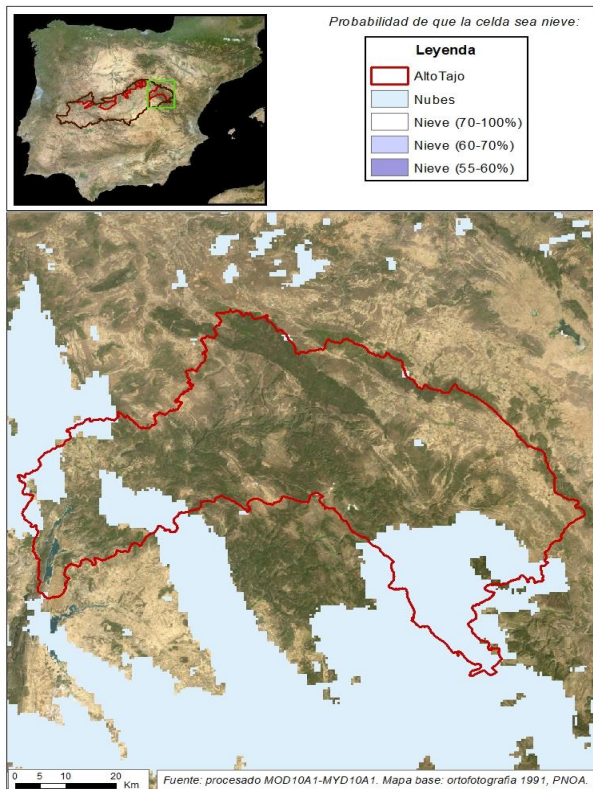 Probabilidad de que la celda sea nieve:
Leyenda
AltoTajo
Nubes
Nieve (70-100%)
Nieve (60-70%)
Nieve (55-60%)
0 5 10 20
Km
Fuente: procesado MOD10A1-MYD10A1. Mapa base: ortofotografia 1991, PNOA.